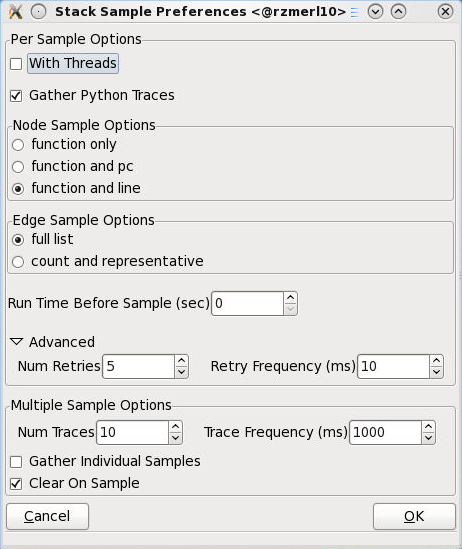 Stack Sample Preferences <@rzmerl10>
Per Sample Options
With Threads
Gather Python Traces
Node Sample Options
function only
function and pc
function and line
Edge Sample Options
full list
count and representative
Run Time Before Sample (sec) 0
Advanced
Num Retries 5 Retry Frequency (ms) 10
Multiple Sample Options
Num Traces 10 Trace Frequency (ms) 1000
Gather Individual Samples
Clear On Sample
Cancel OK